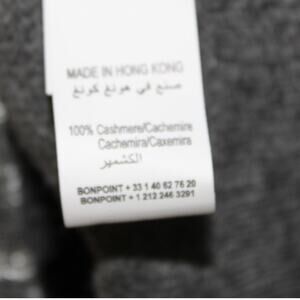 MADE IN HONG KONG
صنع في هونغ كونغ
100% Cashmere/Cachemire
Cachemira/Caxemira
الكشمير
BONPOINT + 33 1 40 62 76 20
BONPOINT + 1 212 246 3291